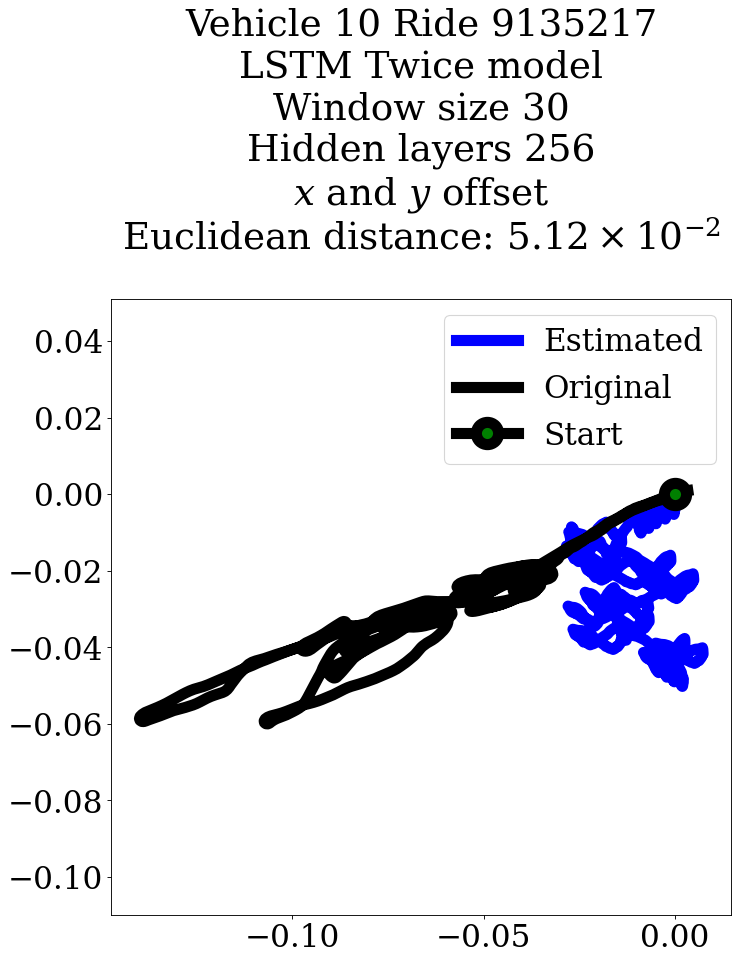 Vehicle 10 Ride 9135217
LSTM Twice model
Window size 30
Hidden layers 256
x and y offset
Euclidean distance: 5.12 × 10⁻²
Estimated
Original
Start
0.04
0.02
0.00
−0.02
−0.04
−0.06
−0.08
−0.10
−0.10 −0.05 0.00